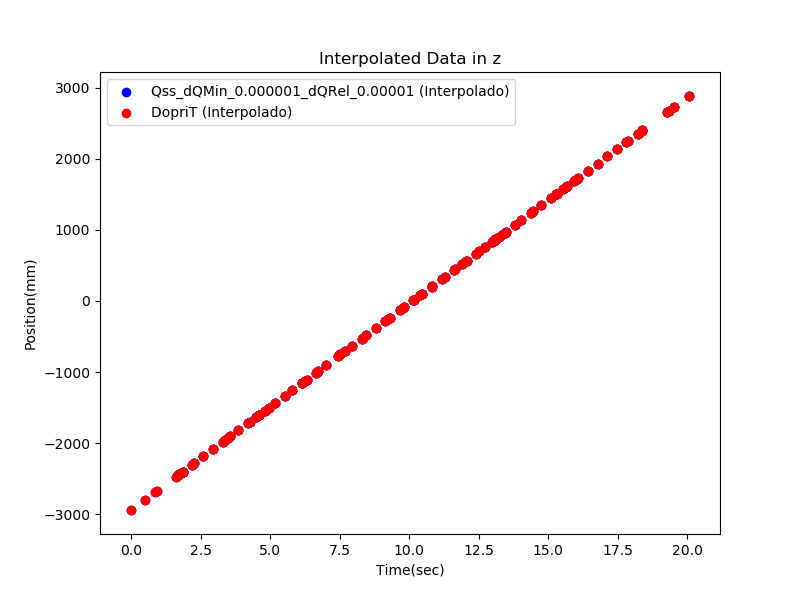 Interpolated Data in z
Qss_dQMin_0.000001_dQRel_0.00001 (Interpolado)
DopriT (Interpolado)
Position(mm)
3000
2000
1000
0
−1000
−2000
−3000
0.0 2.5 5.0 7.5 10.0 12.5 15.0 17.5 20.0
Time(sec)